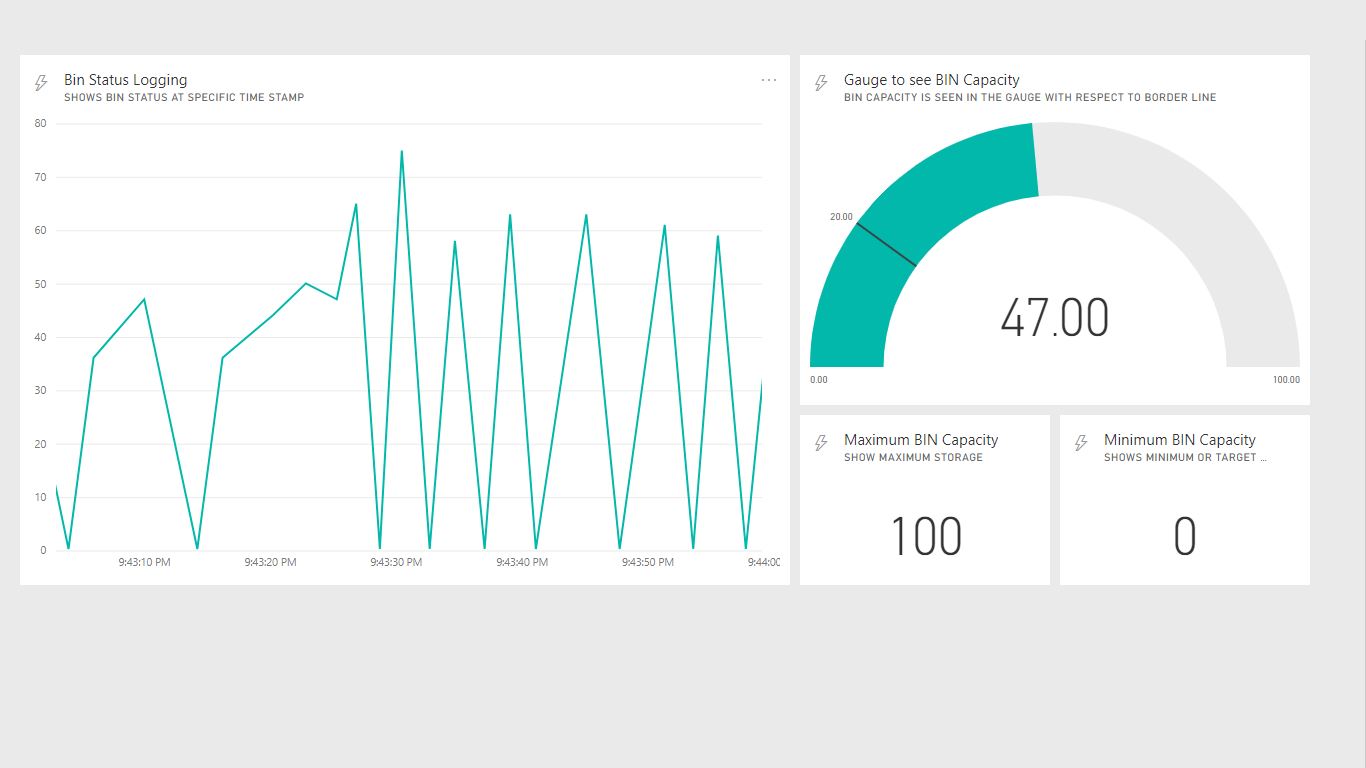 Bin Status Logging
SHOWS BIN STATUS AT SPECIFIC TIME STAMP
80
70
60
50
40
30
20
10
0
9:43:10 PM 9:43:20 PM 9:43:30 PM 9:43:40 PM 9:43:50 PM 9:44:00
Gauge to see BIN Capacity
BIN CAPACITY IS SEEN IN THE GAUGE WITH RESPECT TO BORDER LINE
20.00
47.00
0.00 100.00
Maximum BIN Capacity
SHOW MAXIMUM STORAGE
100
Minimum BIN Capacity
SHOWS MINIMUM OR TARGET ...
0